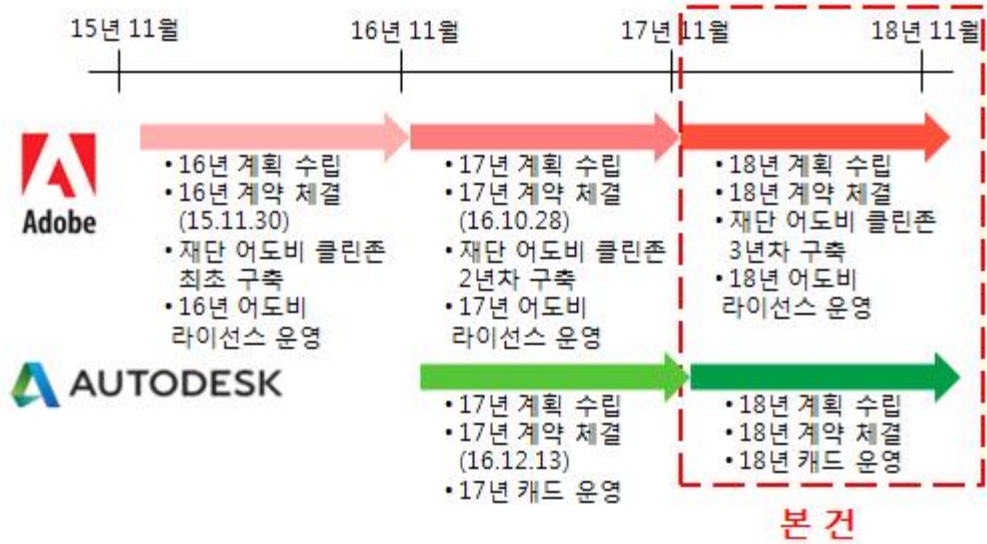 15년 11월 16년 11월 17년 11월 18년 11월
Adobe
•16년 계획 수립
•16년 계약 체결
(15.11.30)
•재단 어도비 클린존
최초 구축
•16년 어도비
라이선스 운영
•17년 계획 수립
•17년 계약 체결
(16.10.28)
•재단 어도비 클린존
2년차 구축
•17년 어도비
라이선스 운영
•18년 계획 수립
•18년 계약 체결
•재단 어도비 클린존
3년차 구축
•18년 어도비
라이선스 운영
AUTODESK
•17년 계획 수립
•17년 계약 체결
(16.12.13)
•17년 캐드 운영
•18년 계획 수립
•18년 계약 체결
•18년 캐드 운영
본 건